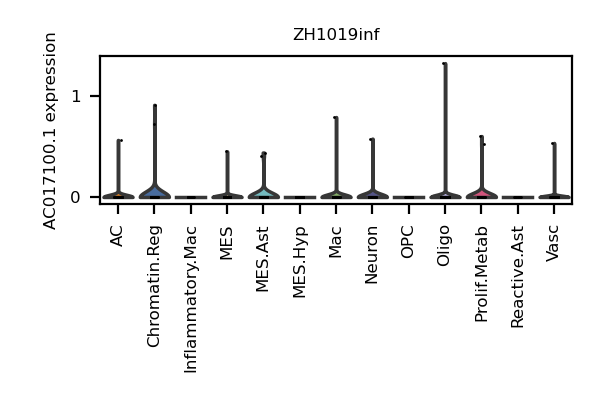 ZH1019inf
AC017100.1 expression
1
0
AC
Chromatin.Reg
Inflammatory.Mac
MES
MES.Ast
MES.Hyp
Mac
Neuron
OPC
Oligo
Prolif.Metab
Reactive.Ast
Vasc